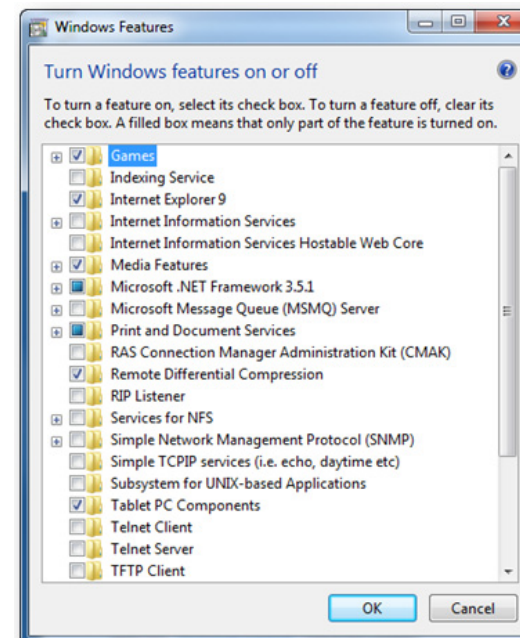 Windows Features
Turn Windows features on or off
To turn a feature on, select its check box. To turn a feature off, clear its
check box. A filled box means that only part of the feature is turned on.
Games
Indexing Service
Internet Explorer 9
Internet Information Services
Internet Information Services Hostable Web Core
Media Features
Microsoft .NET Framework 3.5.1
Microsoft Message Queue (MSMQ) Server
Print and Document Services
RAS Connection Manager Administration Kit (CMAK)
Remote Differential Compression
RIP Listener
Services for NFS
Simple Network Management Protocol (SNMP)
Simple TCPIP services (i.e. echo, daytime etc)
Subsystem for UNIX-based Applications
Tablet PC Components
Telnet Client
Telnet Server
TFTP Client
OK Cancel